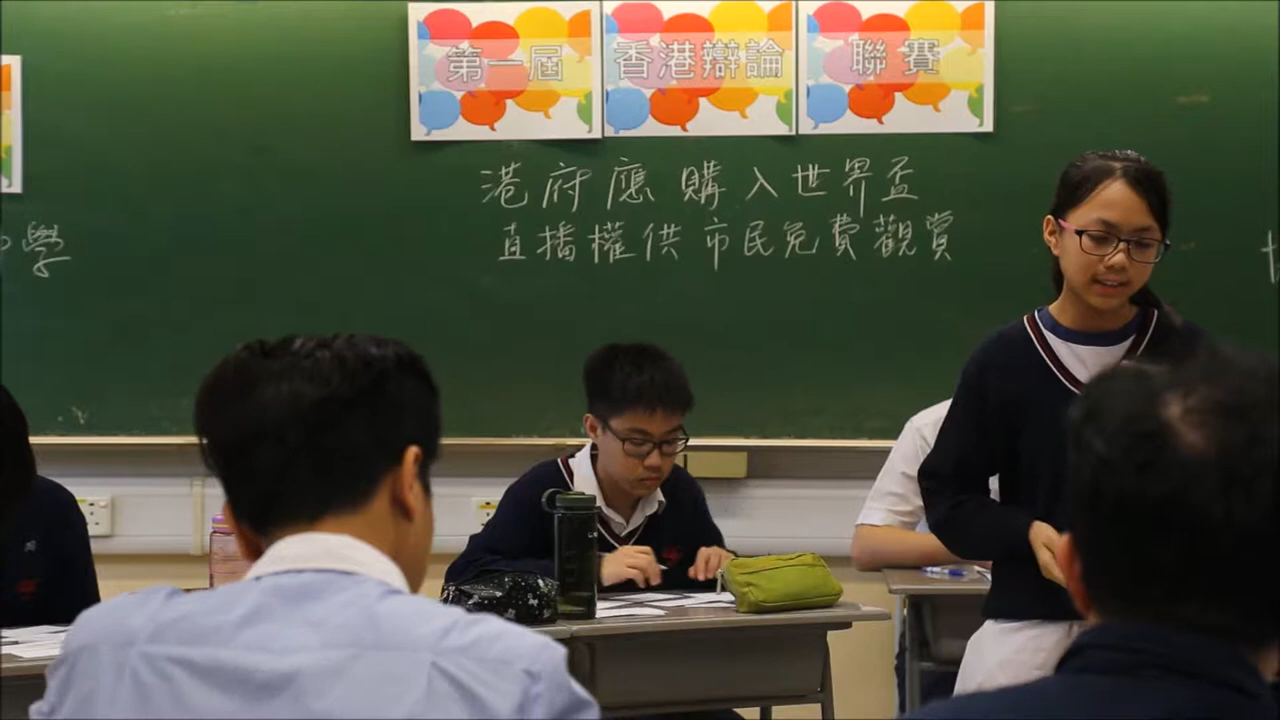 第一屆 香港辯論 聯賽
港府應購入世界盃
直播權供市民免費觀賞
學